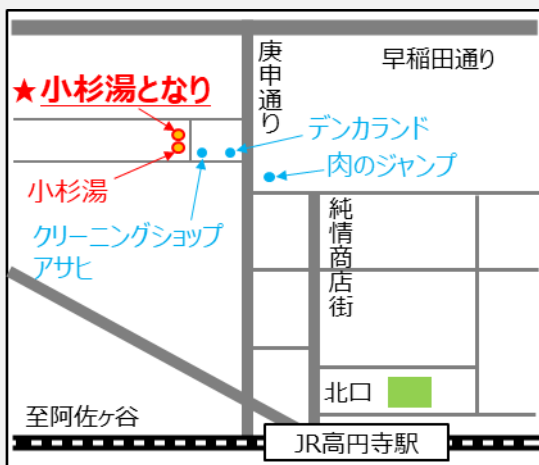 早稲田通り
庚申通り
★小杉湯となり
デンカランド
肉のジャンプ
小杉湯
クリーニングショップ
アサヒ
純情商店街
北口
至阿佐ヶ谷
JR高円寺駅